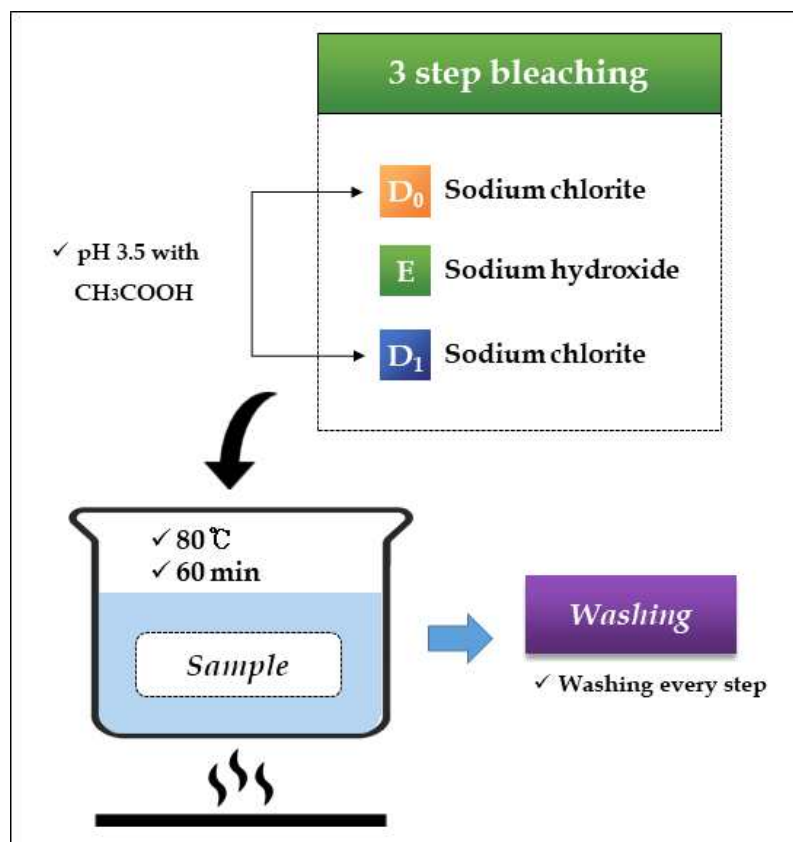 3 step bleaching
D₀ Sodium chlorite
✓ pH 3.5 with
CH₃COOH
E Sodium hydroxide
D₁ Sodium chlorite
✓ 80℃
✓ 60 min
Sample
Washing
✓ Washing every step